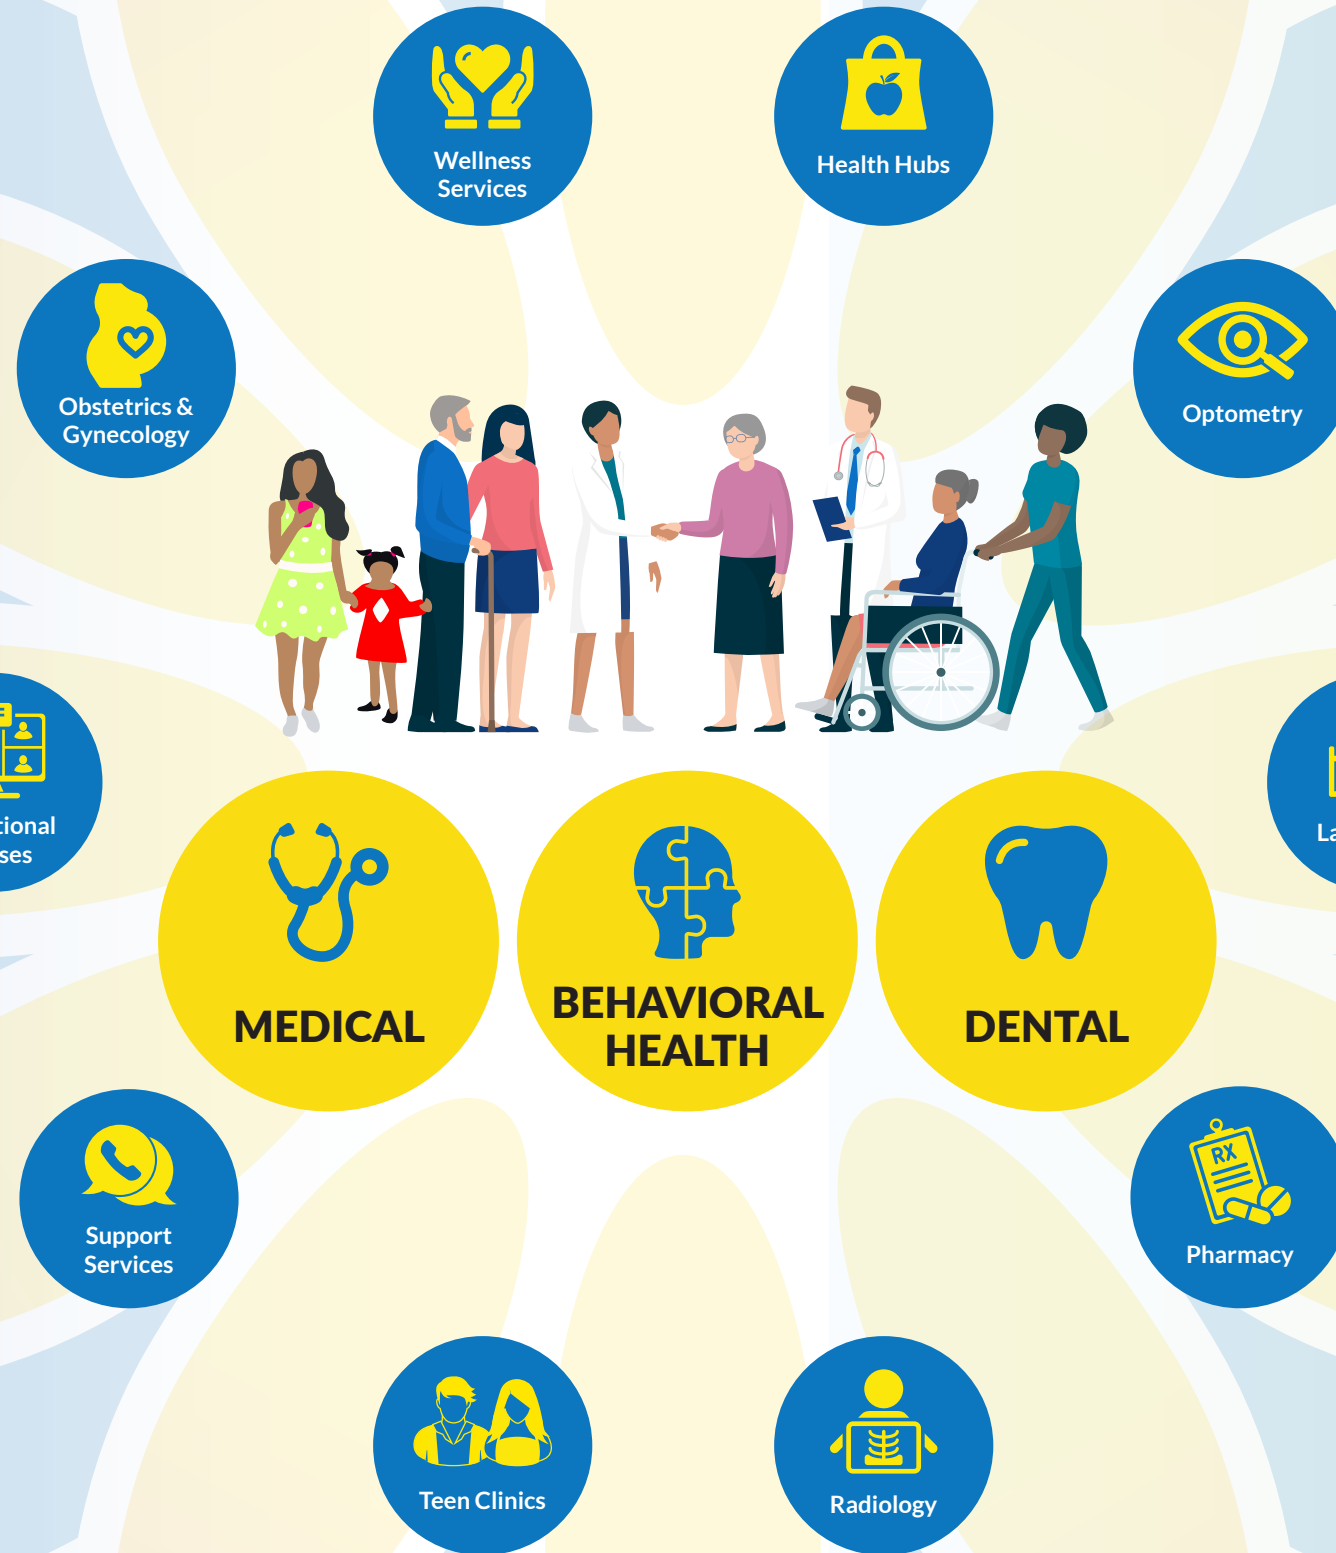 Wellness
Services
Health Hubs
Obstetrics &
Gynecology
Optometry
MEDICAL
BEHAVIORAL
HEALTH
DENTAL
Support
Services
RX
Pharmacy
Teen Clinics
Radiology